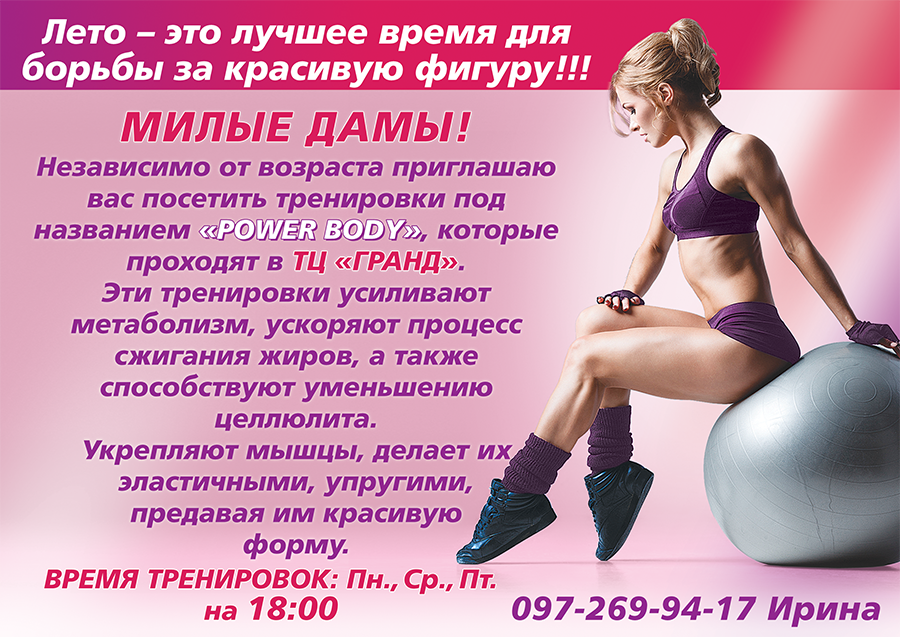 Лето – это лучшее время для
борьбы за красивую фигуру!!!
МИЛЫЕ ДАМЫ!
Независимо от возраста приглашаю
вас посетить тренировки под
названием «POWER BODY», которые
проходят в ТЦ «ГРАНД».
Эти тренировки усиливают
метаболизм, ускоряют процесс
сжигания жиров, а также
способствуют уменьшению
целлюлита.
Укрепляют мышцы, делает их
эластичными, упругими,
предавая им красивую
форму.
ВРЕМЯ ТРЕНИРОВОК: Пн., Ср., Пт.
на 18:00
097-269-94-17 Ирина